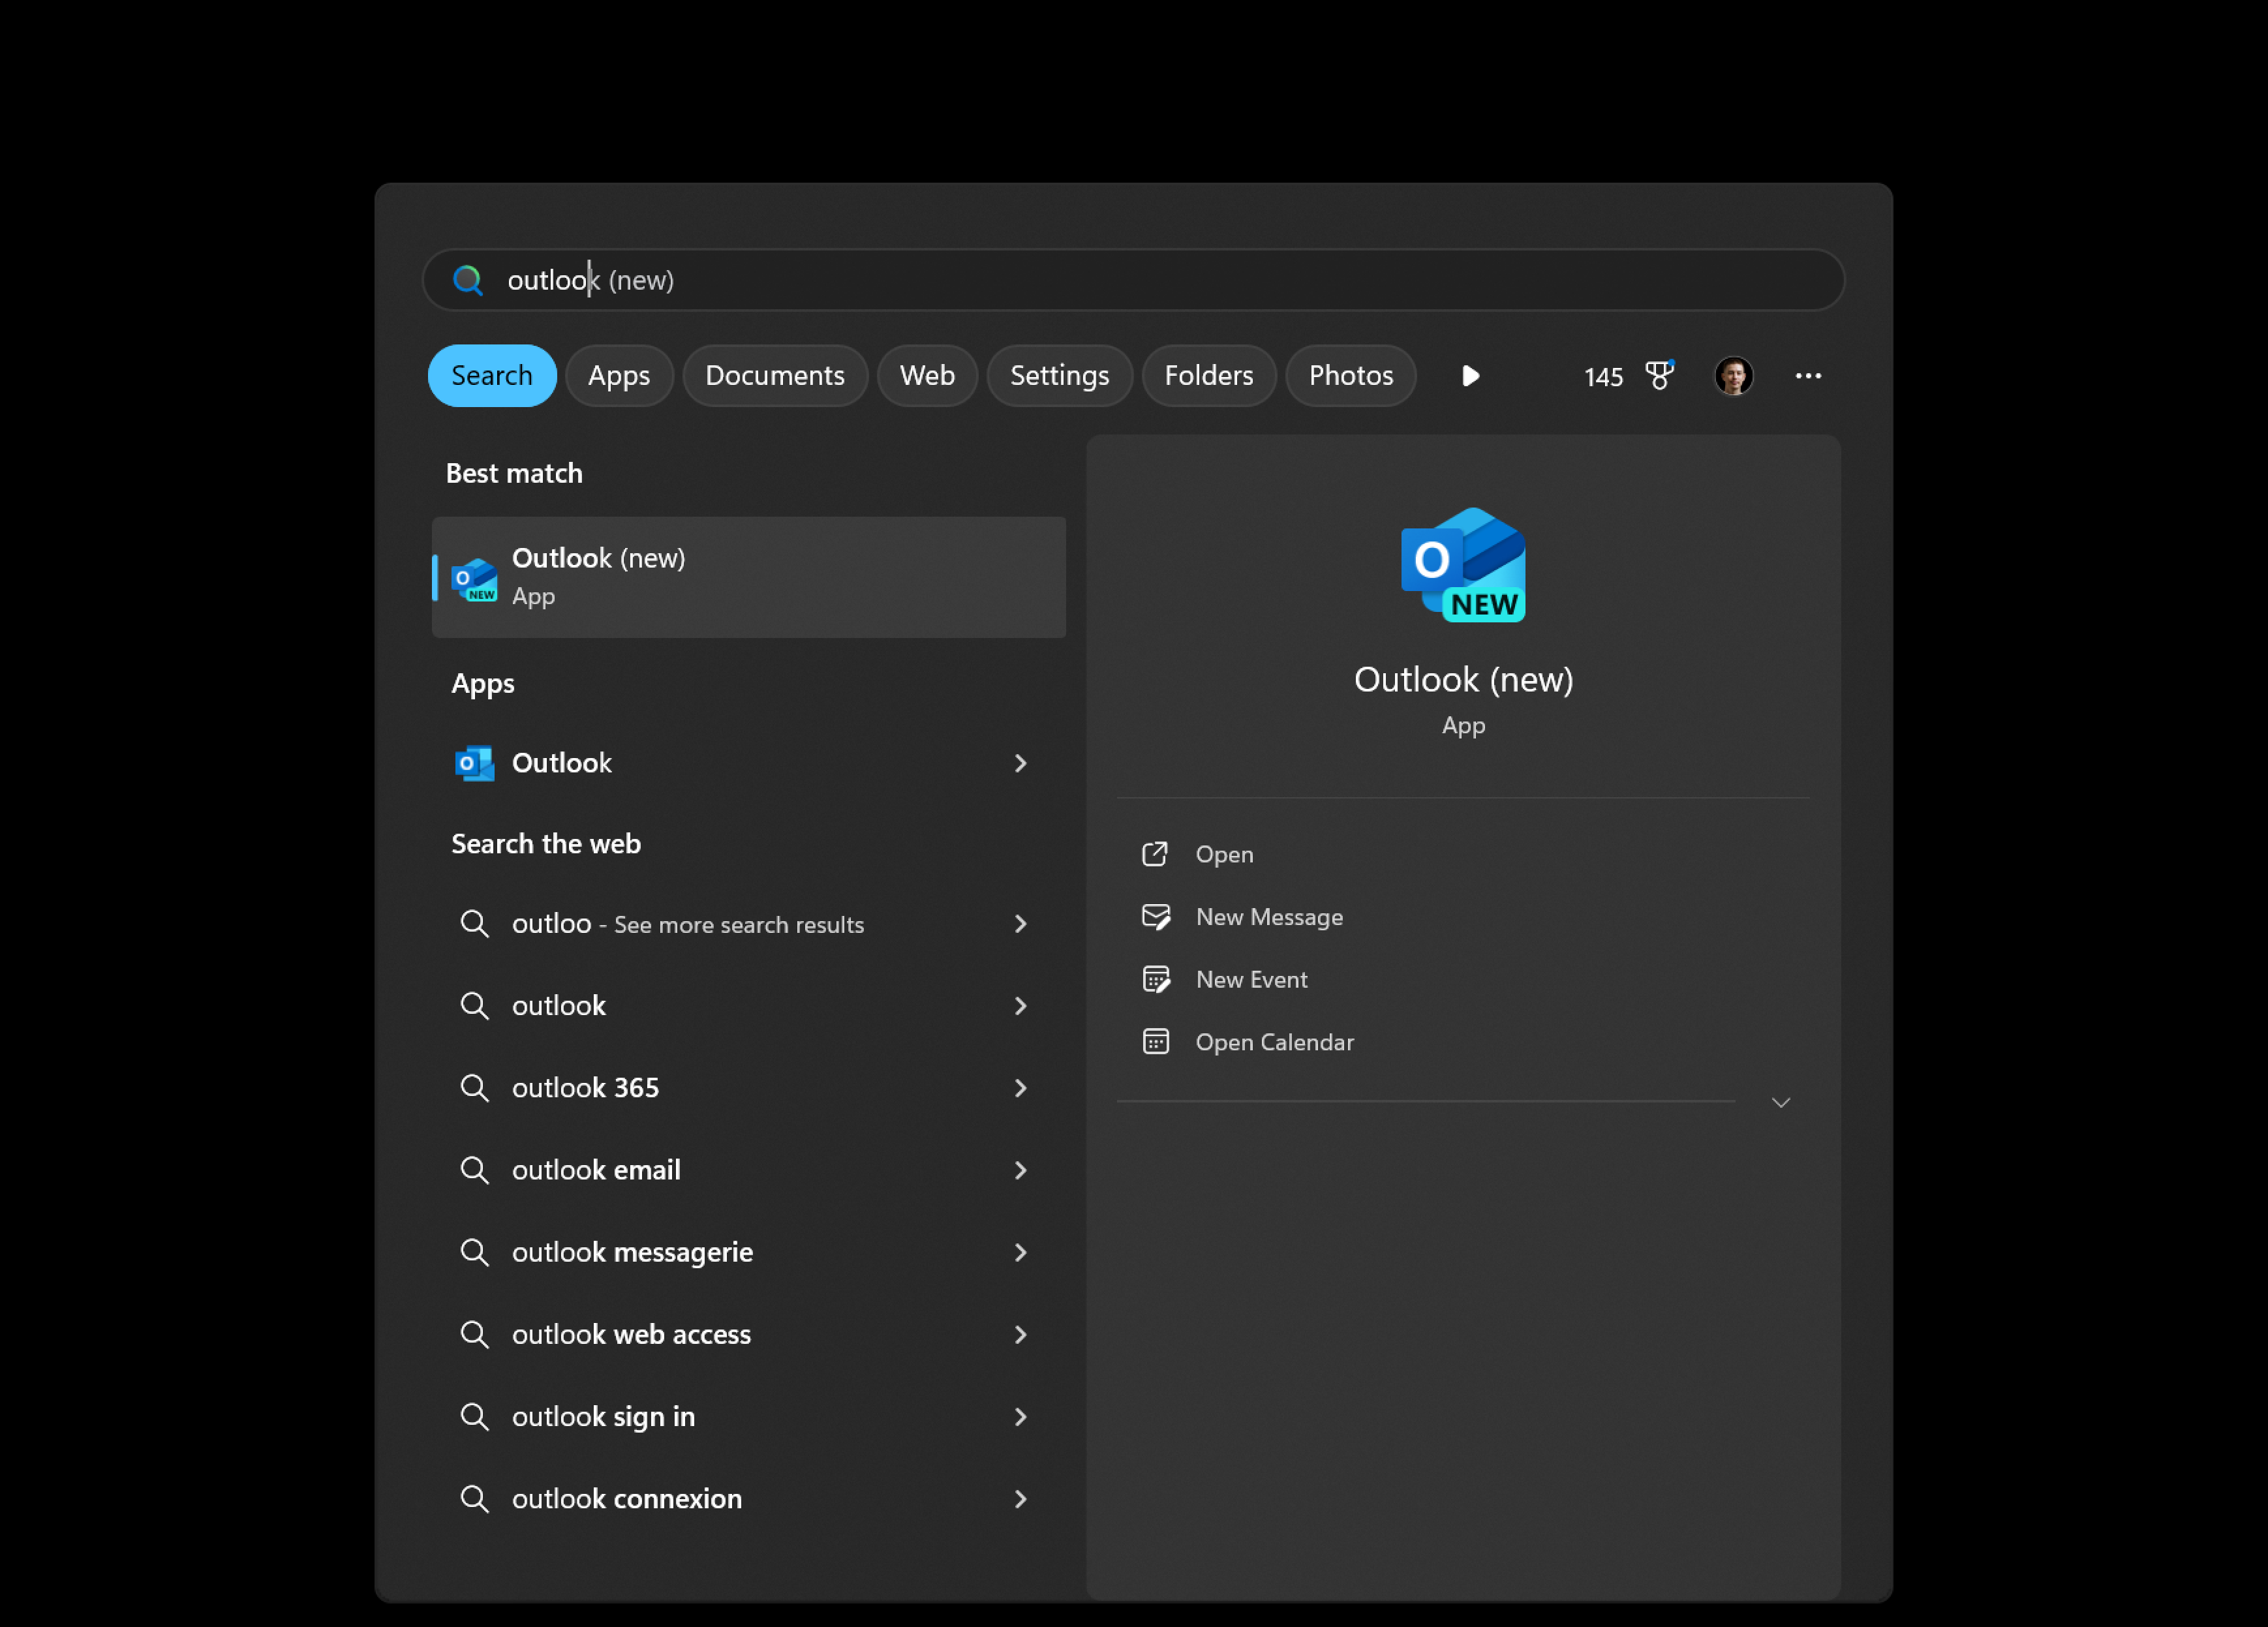 outlook (new)
Search Apps Documents Web Settings Folders Photos 145
Best match
Outlook (new)
App
Apps
Outlook
Search the web
outloo - See more search results
outlook
outlook 365
outlook email
outlook messagerie
outlook web access
outlook sign in
outlook connexion
O NEW
Outlook (new)
App
Open
New Message
New Event
Open Calendar